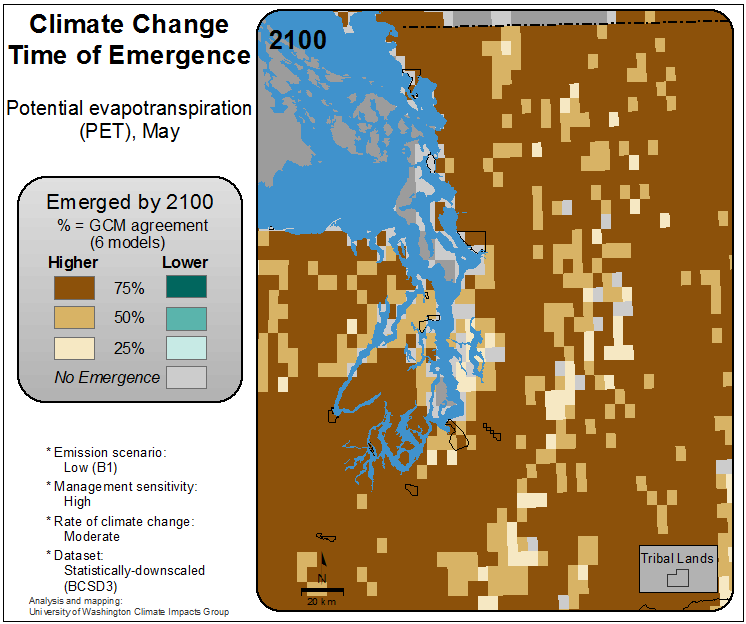 Climate Change
Time of Emergence
Potential evapotranspiration
(PET), May
Emerged by 2100
% = GCM agreement
(6 models)
Higher Lower
75%
50%
25%
No Emergence
* Emission scenario:
Low (B1)
* Management sensitivity:
High
* Rate of climate change:
Moderate
* Dataset:
Statistically-downscaled
(BCSD3)
Analysis and mapping:
University of Washington Climate Impacts Group
2100
N
20 km
Tribal Lands